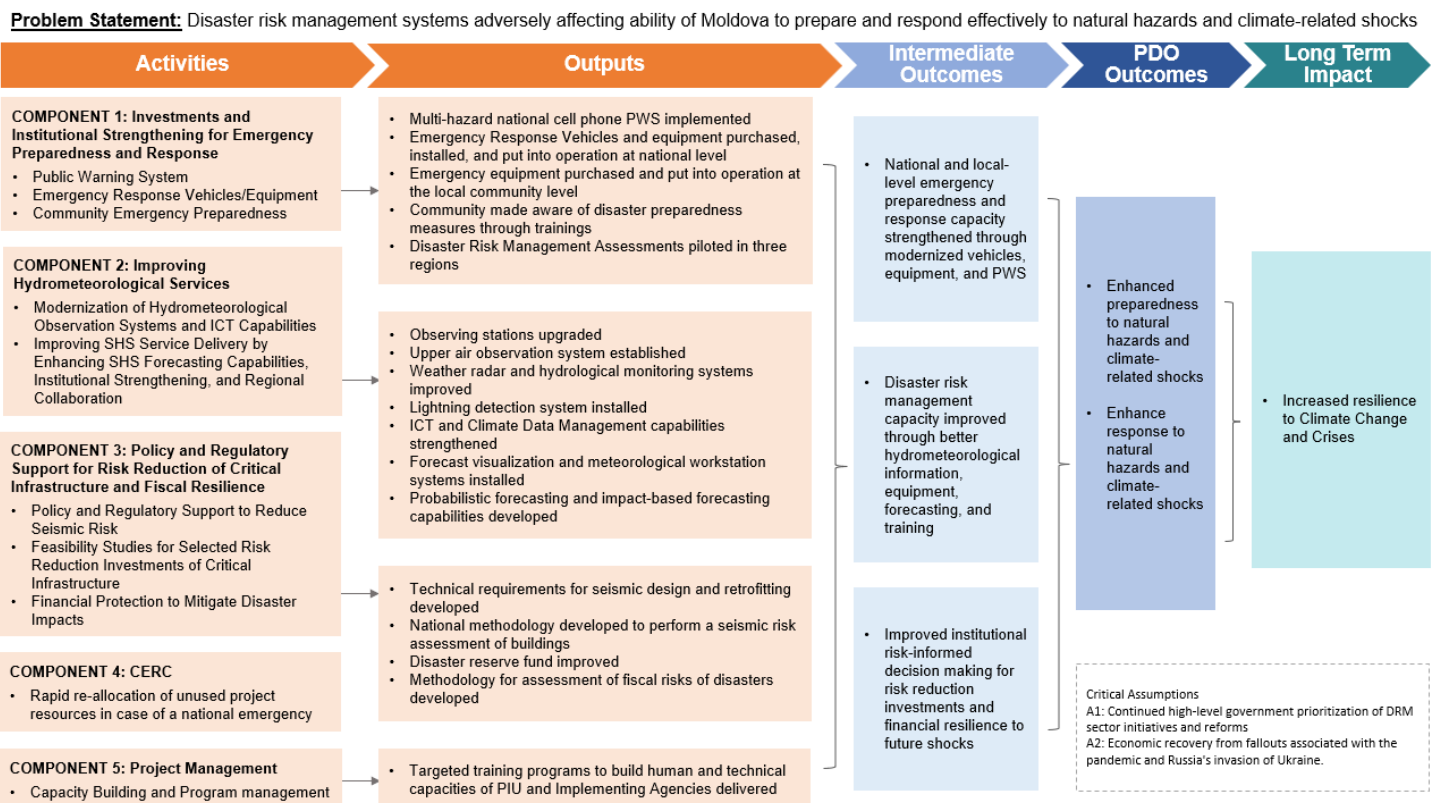 Problem Statement: Disaster risk management systems adversely affecting ability of Moldova to prepare and respond effectively to natural hazards and climate-related shocks
Activities
Outputs
Intermediate
Outcomes
PDO
Outcomes
Long Term
Impact
COMPONENT 1: Investments and
Institutional Strengthening for Emergency
Preparedness and Response
• Public Warning System
• Emergency Response Vehicles/Equipment
• Community Emergency Preparedness
COMPONENT 2: Improving
Hydrometeorological Services
• Modernization of Hydrometeorological
Observation Systems and ICT Capabilities
• Improving SHS Service Delivery by
Enhancing SHS Forecasting Capabilities,
Institutional Strengthening, and Regional
Collaboration
COMPONENT 3: Policy and Regulatory
Support for Risk Reduction of Critical
Infrastructure and Fiscal Resilience
• Policy and Regulatory Support to Reduce
Seismic Risk
• Feasibility Studies for Selected Risk
Reduction Investments of Critical
Infrastructure
• Financial Protection to Mitigate Disaster
Impacts
COMPONENT 4: CERC
• Rapid re-allocation of unused project
resources in case of a national emergency
COMPONENT 5: Project Management
• Capacity Building and Program management
• Multi-hazard national cell phone PWS implemented
• Emergency Response Vehicles and equipment purchased,
installed, and put into operation at national level
• Emergency equipment purchased and put into operation at
the local community level
• Community made aware of disaster preparedness
measures through trainings
• Disaster Risk Management Assessments piloted in three
regions
• Observing stations upgraded
• Upper air observation system established
• Weather radar and hydrological monitoring systems
improved
• Lightning detection system installed
• ICT and Climate Data Management capabilities
strengthened
• Forecast visualization and meteorological workstation
systems installed
• Probabilistic forecasting and impact-based forecasting
capabilities developed
• Technical requirements for seismic design and retrofitting
developed
• National methodology developed to perform a seismic risk
assessment of buildings
• Disaster reserve fund improved
• Methodology for assessment of fiscal risks of disasters
developed
• Targeted training programs to build human and technical
capacities of PIU and Implementing Agencies delivered
• National and local-
level emergency
preparedness and
response capacity
strengthened through
modernized vehicles,
equipment, and PWS
• Disaster risk
management
capacity improved
through better
hydrometeorological
information,
equipment,
forecasting, and
training
• Improved institutional
risk-informed
decision making for
risk reduction
investments and
financial resilience to
future shocks
• Enhanced
preparedness
to natural
hazards and
climate-
related shocks
• Enhance
response to
natural
hazards and
climate-
related shocks
• Increased resilience
to Climate Change
and Crises
Critical Assumptions
A1: Continued high-level government prioritization of DRM
sector initiatives and reforms
A2: Economic recovery from fallouts associated with the
pandemic and Russia's invasion of Ukraine.